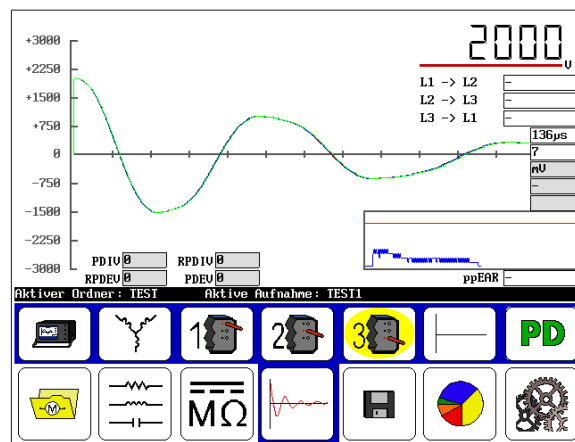 +3000
2000 V
+2250
L1 -> L2 -
+1500
L2 -> L3 -
L3 -> L1 -
+750
136µs
7
0
mV
-
-750
-1500
-2250
PDIV 0 RPDIV 0
-3000
RPDEV 0 PDEV 0
ppEAR -
Aktiver Ordner: TEST Aktive Aufnahme: TEST1
1 2 3 PD
M
MΩ